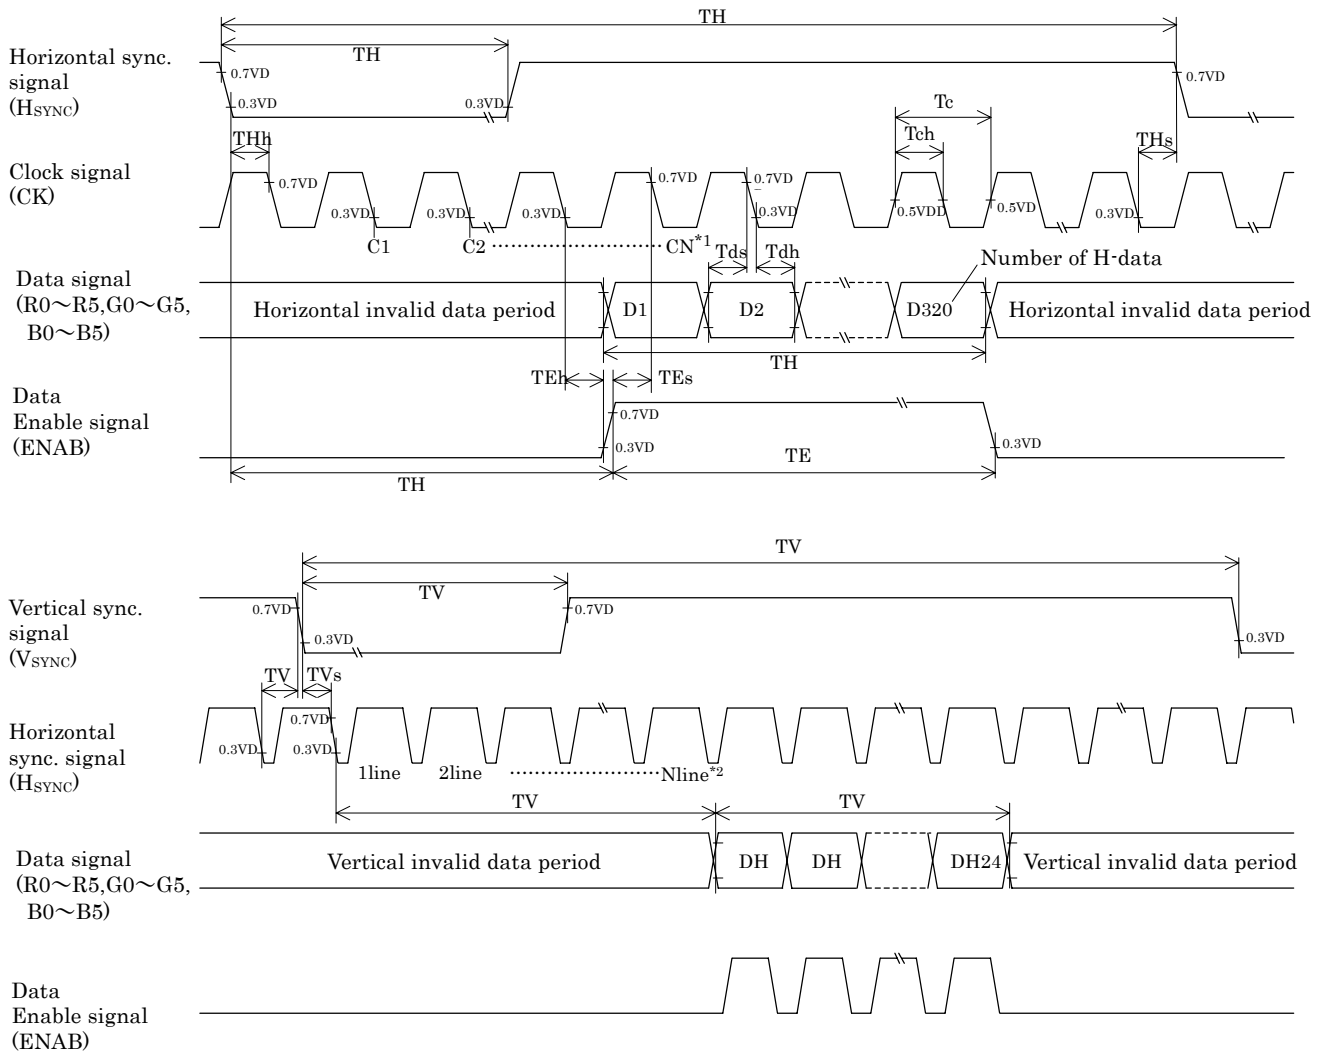 TH
TH
Horizontal sync.
signal
(HSYNC)
0.7VD
0.3VD
0.3VD
0.7VD
Tc
Tch
THh
THs
Clock signal
(CK)
0.7VD
0.3VD
0.3VD
0.3VD
0.7VD
0.7VD
0.3VD
0.5VDD
0.5VD
0.3VD
C1
C2
CN*1
Tds
Tdh
Number of H-data
Data signal
(R0～R5,G0～G5,
B0～B5)
Horizontal invalid data period
D1
D2
D320
Horizontal invalid data period
TH
TEh
TEs
Data
Enable signal
(ENAB)
0.7VD
0.3VD
0.3VD
TH
TE
TV
TV
Vertical sync.
signal
(VSYNC)
0.7VD
0.3VD
0.7VD
0.3VD
TV
TVs
Horizontal
sync. signal
(HSYNC)
0.7VD
0.3VD
0.3VD
1line
2line
Nline*2
TV
TV
Data signal
(R0～R5,G0～G5,
B0～B5)
Vertical invalid data period
DH
DH
DH24
Vertical invalid data period
Data
Enable signal
(ENAB)